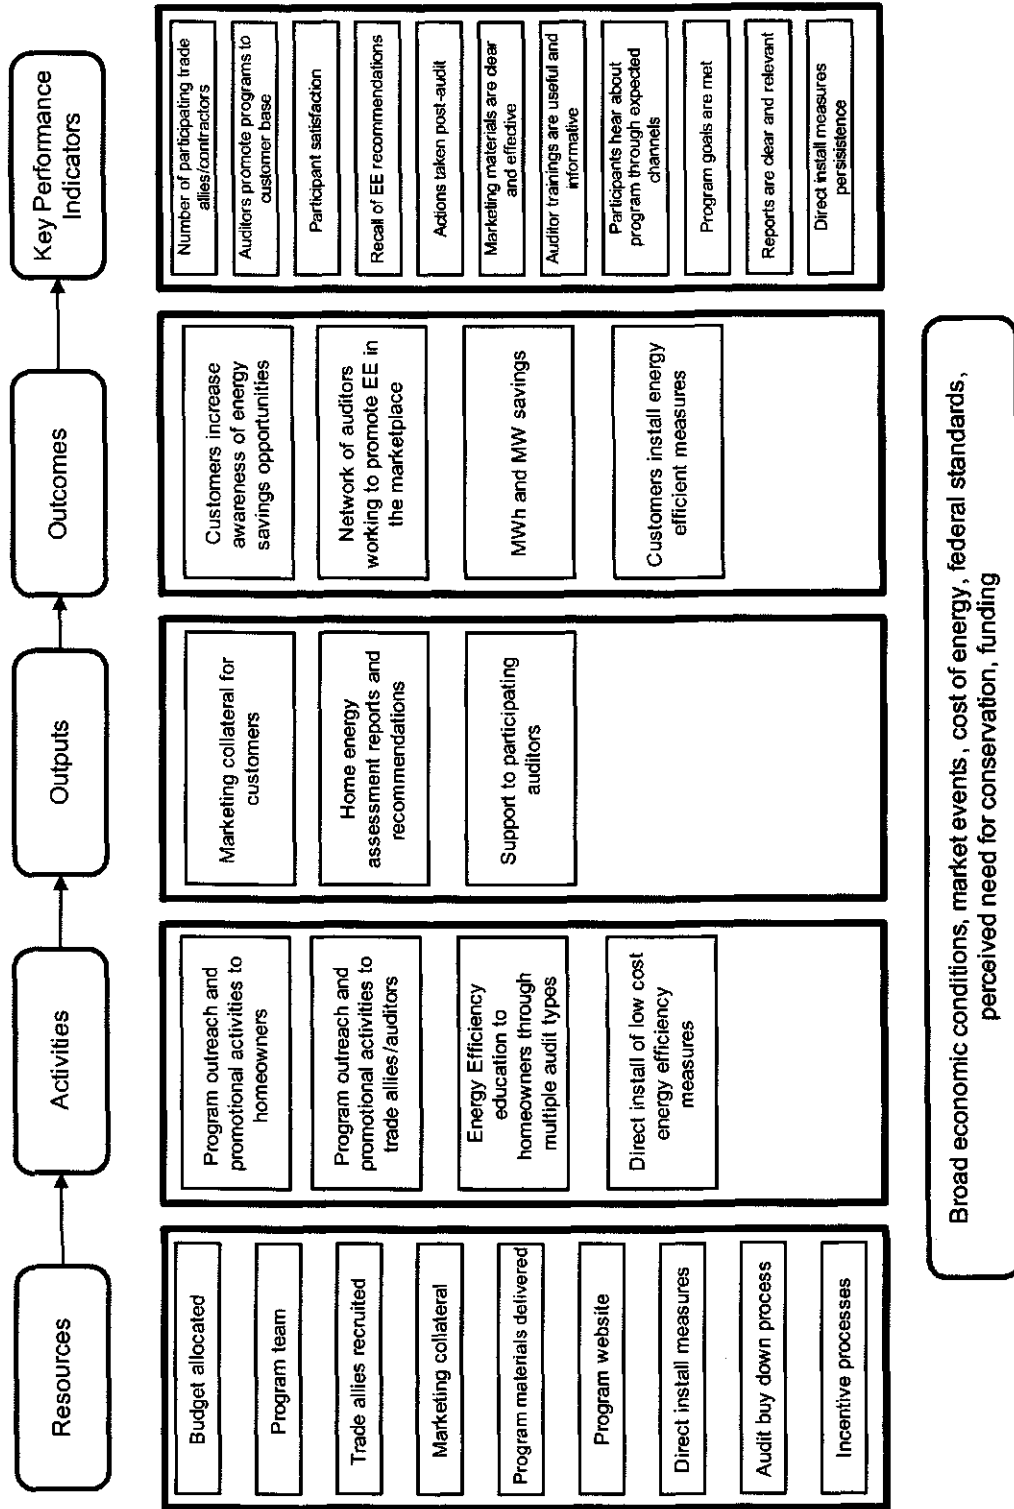 Resources
Activities
Outputs
Outcomes
Key Performance
Indicators
Budget allocated
Program team
Trade allies recruited
Marketing collateral
Program materials delivered
Program website
Direct install measures
Audit buy down process
Incentive processes
Program outreach and
promotional activities to
homeowners
Program outreach and
promotional activities to
trade allies/auditors
Energy Efficiency
education to
homeowners through
multiple audit types
Direct install of low cost
energy efficiency
measures
Marketing collateral for
customers
Home energy
assessment reports and
recommendations
Support to participating
auditors
Customers increase
awareness of energy
savings opportunities
Network of auditors
working to promote EE in
the marketplace
MWh and MW savings
Customers install energy
efficient measures
Number of participating trade
allies/contractors
Auditors promote programs to
customer base
Participant satisfaction
Recall of EE recommendations
Actions taken post-audit
Marketing materials are clear
and effective
Auditor trainings are useful and
informative
Participants hear about
program through expected
channels
Program goals are met
Reports are clear and relevant
Direct install measures
persisistence
Broad economic conditions, market events, cost of energy, federal standards,
perceived need for conservation, funding